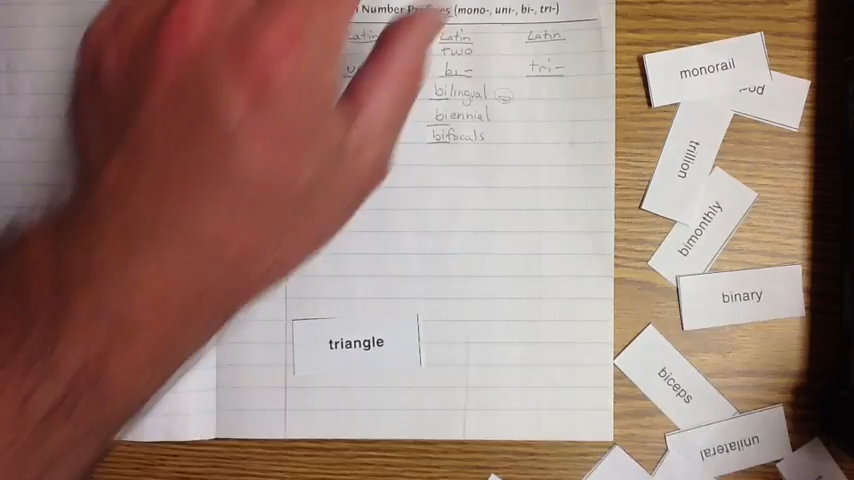 Number Prefixes (mono-, uni-, bi-, tri-)
Latin Latin
TWO
bi- tri-
bilingual
biennial
bifocals
triangle
monorail
trillion
bimonthly
binary
biceps
unilateral